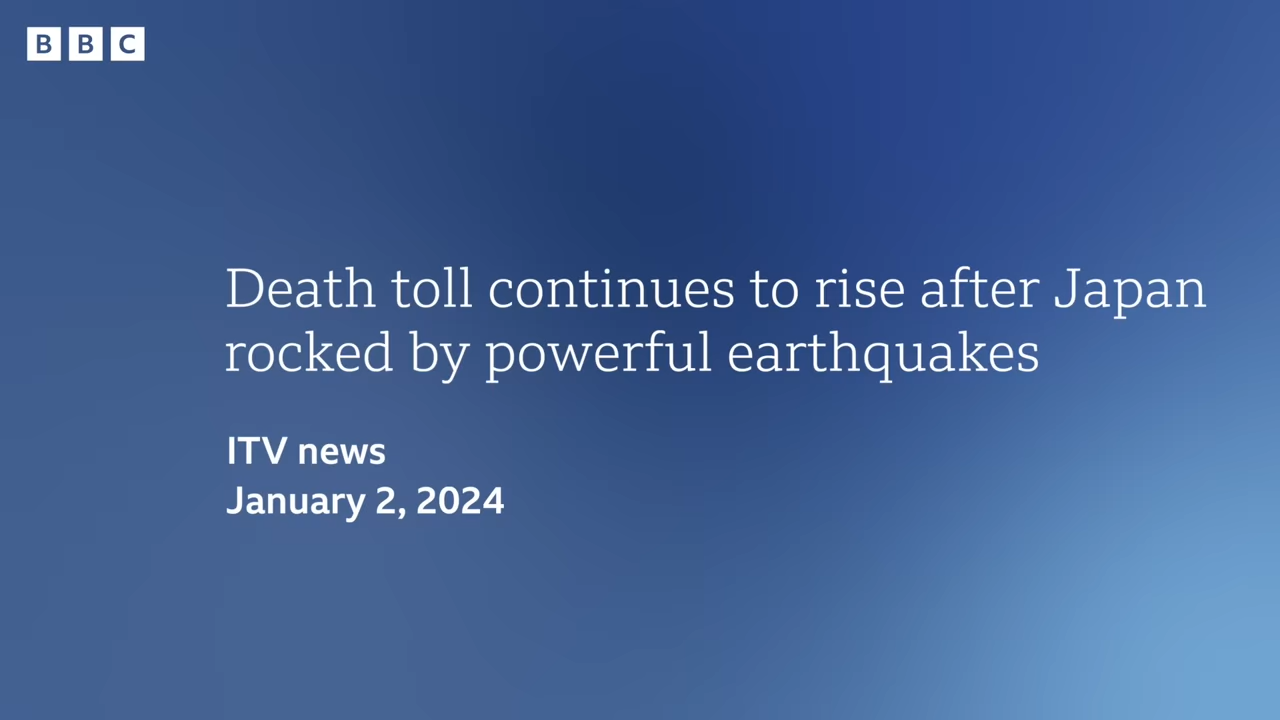 BBC
Death toll continues to rise after Japan
rocked by powerful earthquakes
ITV news
January 2, 2024